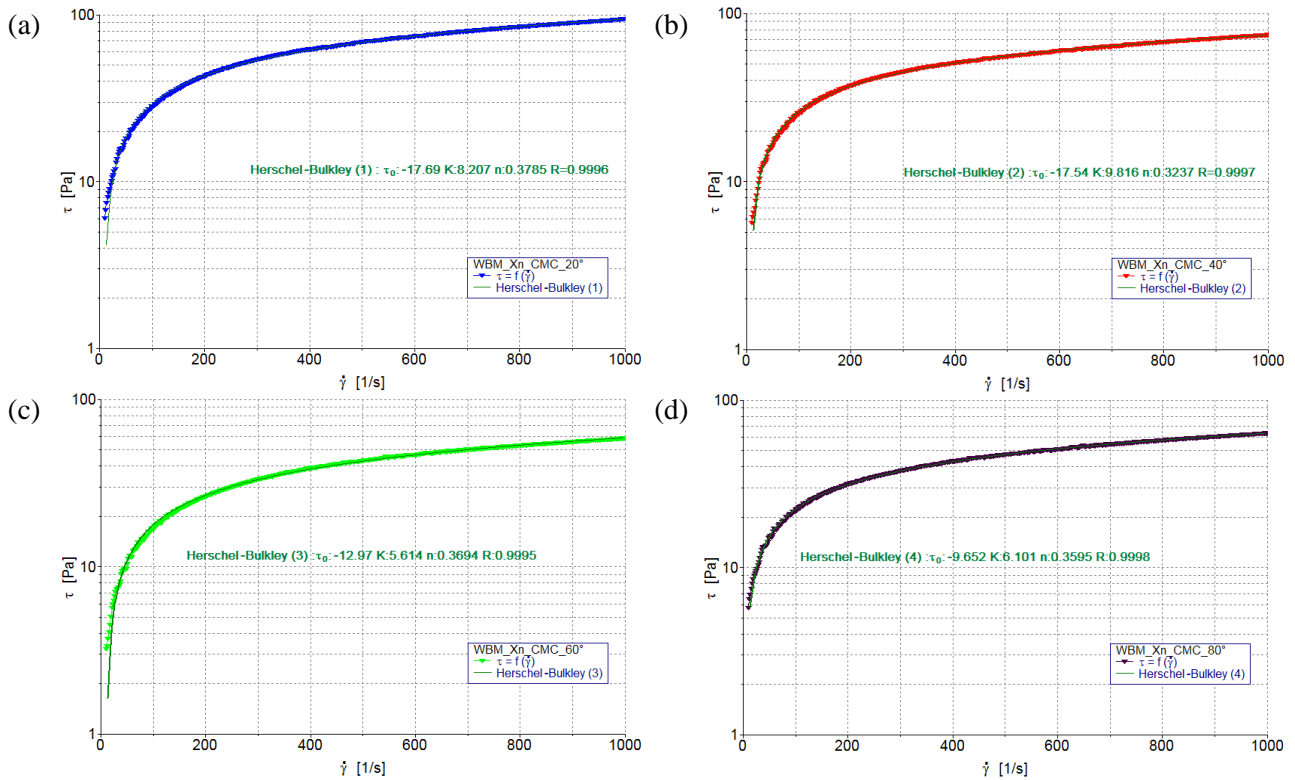 (a)
100
10
1
τ [Pa]
Herschel-Bulkley (1) : τ₀: -17.69 K:8.207 n:0.3785 R=0.9996
WBM_Xn_CMC_20°
τ = f (γ̇)
Herschel-Bulkley (1)
0 200 400 600 800 1000
γ̇ [1/s]
(b)
100
10
1
τ [Pa]
Herschel-Bulkley (2) :τ₀: -17.54 K:9.816 n:0.3237 R=0.9997
WBM_Xn_CMC_40°
τ = f (γ̇)
Herschel-Bulkley (2)
0 200 400 600 800 1000
γ̇ [1/s]
(c)
100
10
1
τ [Pa]
Herschel-Bulkley (3) :τ₀: -12.97 K:5.614 n:0.3694 R:0.9995
WBM_Xn_CMC_60°
τ = f (γ̇)
Herschel-Bulkley (3)
0 200 400 600 800 1000
γ̇ [1/s]
(d)
100
10
1
τ [Pa]
Herschel-Bulkley (4) :τ₀: -9.652 K:6.101 n:0.3595 R:0.9998
WBM_Xn_CMC_80°
τ = f (γ̇)
Herschel-Bulkley (4)
0 200 400 600 800 1000
γ̇ [1/s]